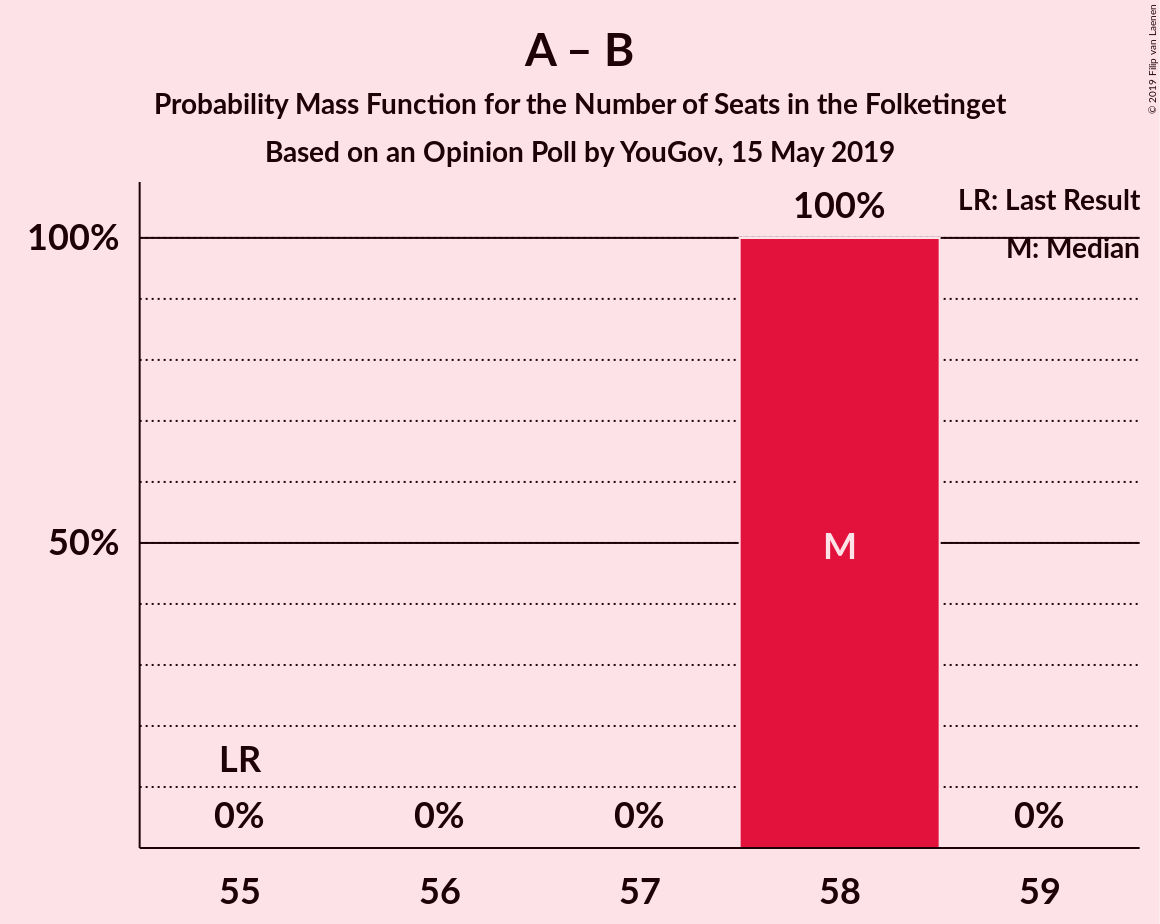 A – B
Probability Mass Function for the Number of Seats in the Folketinget
Based on an Opinion Poll by YouGov, 15 May 2019
© 2019 Filip van Laenen
LR: Last Result
M: Median
100%
100%
50%
M
LR
0%
0%
0%
0%
55
56
57
58
59